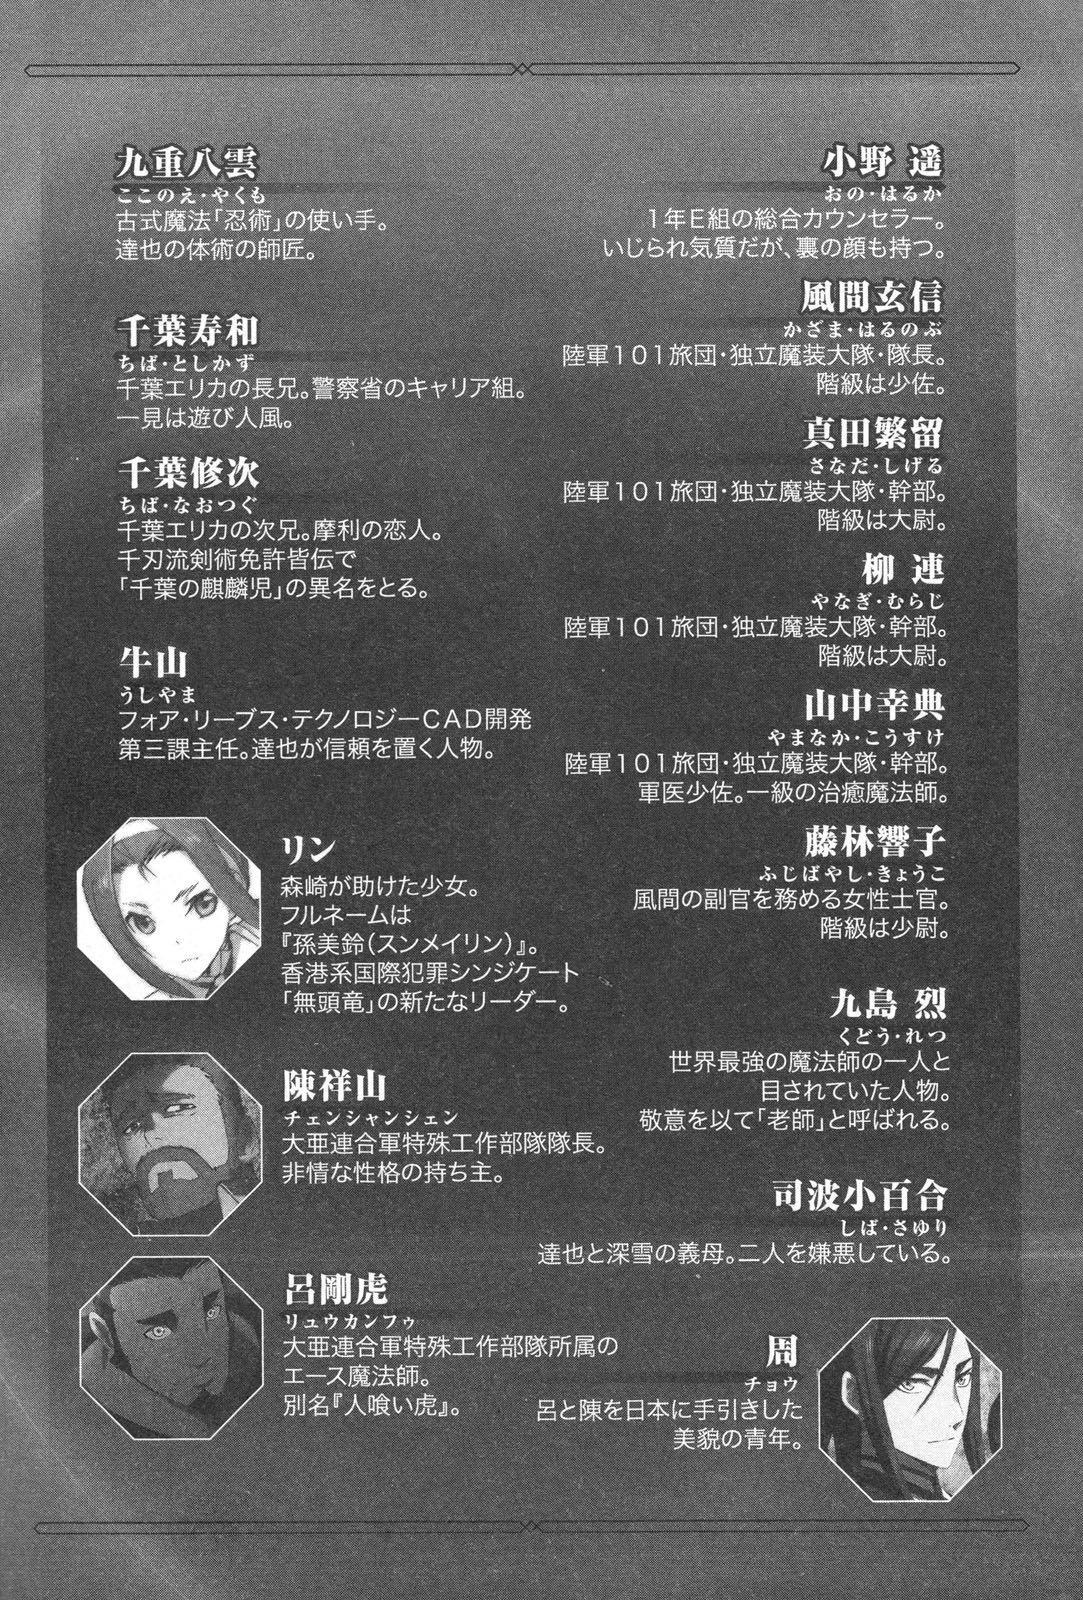 九重八雲
ここのえ・やくも
古式魔法「忍術」の使い手。
達也の体術の師匠。
千葉寿和
ちば・としかず
千葉エリカの長兄。警察省のキャリア組。
一見は遊び人風。
千葉修次
ちば・なおつぐ
千葉エリカの次兄。摩利の恋人。
千刃流剣術免許皆伝で
「千葉の麒麟児」の異名をとる。
牛山
うしやま
フォア・リーブス・テクノロジーCAD開発
第三課主任。達也が信頼を置く人物。
リン
森崎が助けた少女。
フルネームは
『孫美鈴(スンメイリン)』。
香港系国際犯罪シンジケート
「無頭竜」の新たなリーダー。
陳祥山
チェンシャンシェン
大亜連合軍特殊工作部隊隊長。
非情な性格の持ち主。
呂剛虎
リュウカンフゥ
大亜連合軍特殊工作部隊所属の
エース魔法師。
別名『人喰い虎』。
小野 遥
おの・はるか
1年E組の総合カウンセラー。
いじられ気質だが、裏の顔も持つ。
風間玄信
かざま・はるのぶ
陸軍101旅団・独立魔装大隊・隊長。
階級は少佐。
真田繁留
さなだ・しげる
陸軍101旅団・独立魔装大隊・幹部。
階級は大尉。
柳 連
やなぎ・むらじ
陸軍101旅団・独立魔装大隊・幹部。
階級は大尉。
山中幸典
やまなか・こうすけ
陸軍101旅団・独立魔装大隊・幹部。
軍医少佐。一級の治癒魔法師。
藤林響子
ふじばやし・きょうこ
風間の副官を務める女性士官。
階級は少尉。
九島 烈
くどう・れつ
世界最強の魔法師の一人と
目されていた人物。
敬意を以て「老師」と呼ばれる。
司波小百合
しば・さゆり
達也と深雪の義母。二人を嫌悪している。
周
チョウ
呂と陳を日本に手引きした
美貌の青年。